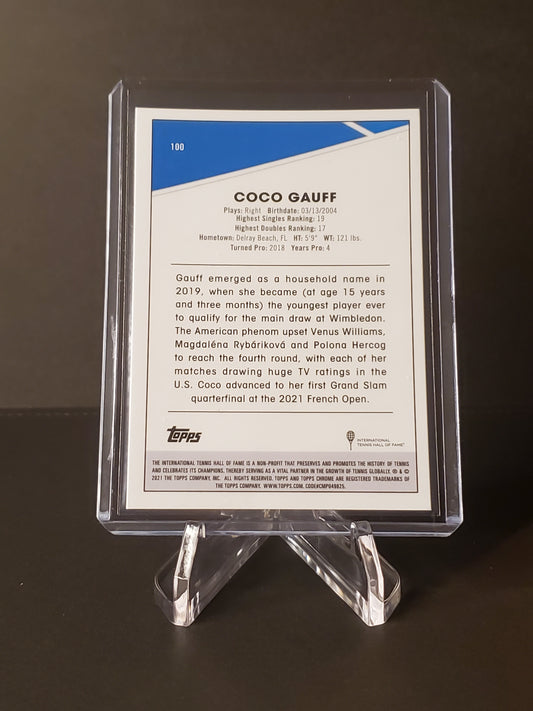 100
COCO GAUFF
Plays: Right Birthdate: 03/13/2004
Highest Singles Ranking: 19
Highest Doubles Ranking: 17
Hometown: Delray Beach, FL HT: 5'9" WT: 121 lbs.
Turned Pro: 2018 Years Pro: 4
Gauff emerged as a household name in
2019, when she became (at age 15 years
and three months) the youngest player ever
to qualify for the main draw at Wimbledon.
The American phenom upset Venus Williams,
Magdaléna Rybáriková and Polona Hercog
to reach the fourth round, with each of her
matches drawing huge TV ratings in the
U.S. Coco advanced to her first Grand Slam
quarterfinal at the 2021 French Open.
topps
INTERNATIONAL
TENNIS HALL OF FAME
THE INTERNATIONAL TENNIS HALL OF FAME IS A NON-PROFIT THAT PRESERVES AND PROMOTES THE HISTORY OF TENNIS
AND CELEBRATES ITS CHAMPIONS, THEREBY SERVING AS A VITAL PARTNER IN THE GROWTH OF TENNIS GLOBALLY. ® & ©
2021 THE TOPPS COMPANY, INC. ALL RIGHTS RESERVED. TOPPS AND TOPPS CHROME ARE REGISTERED TRADEMARKS OF
THE TOPPS COMPANY. WWW.TOPPS.COM. CODE#CMP049825.